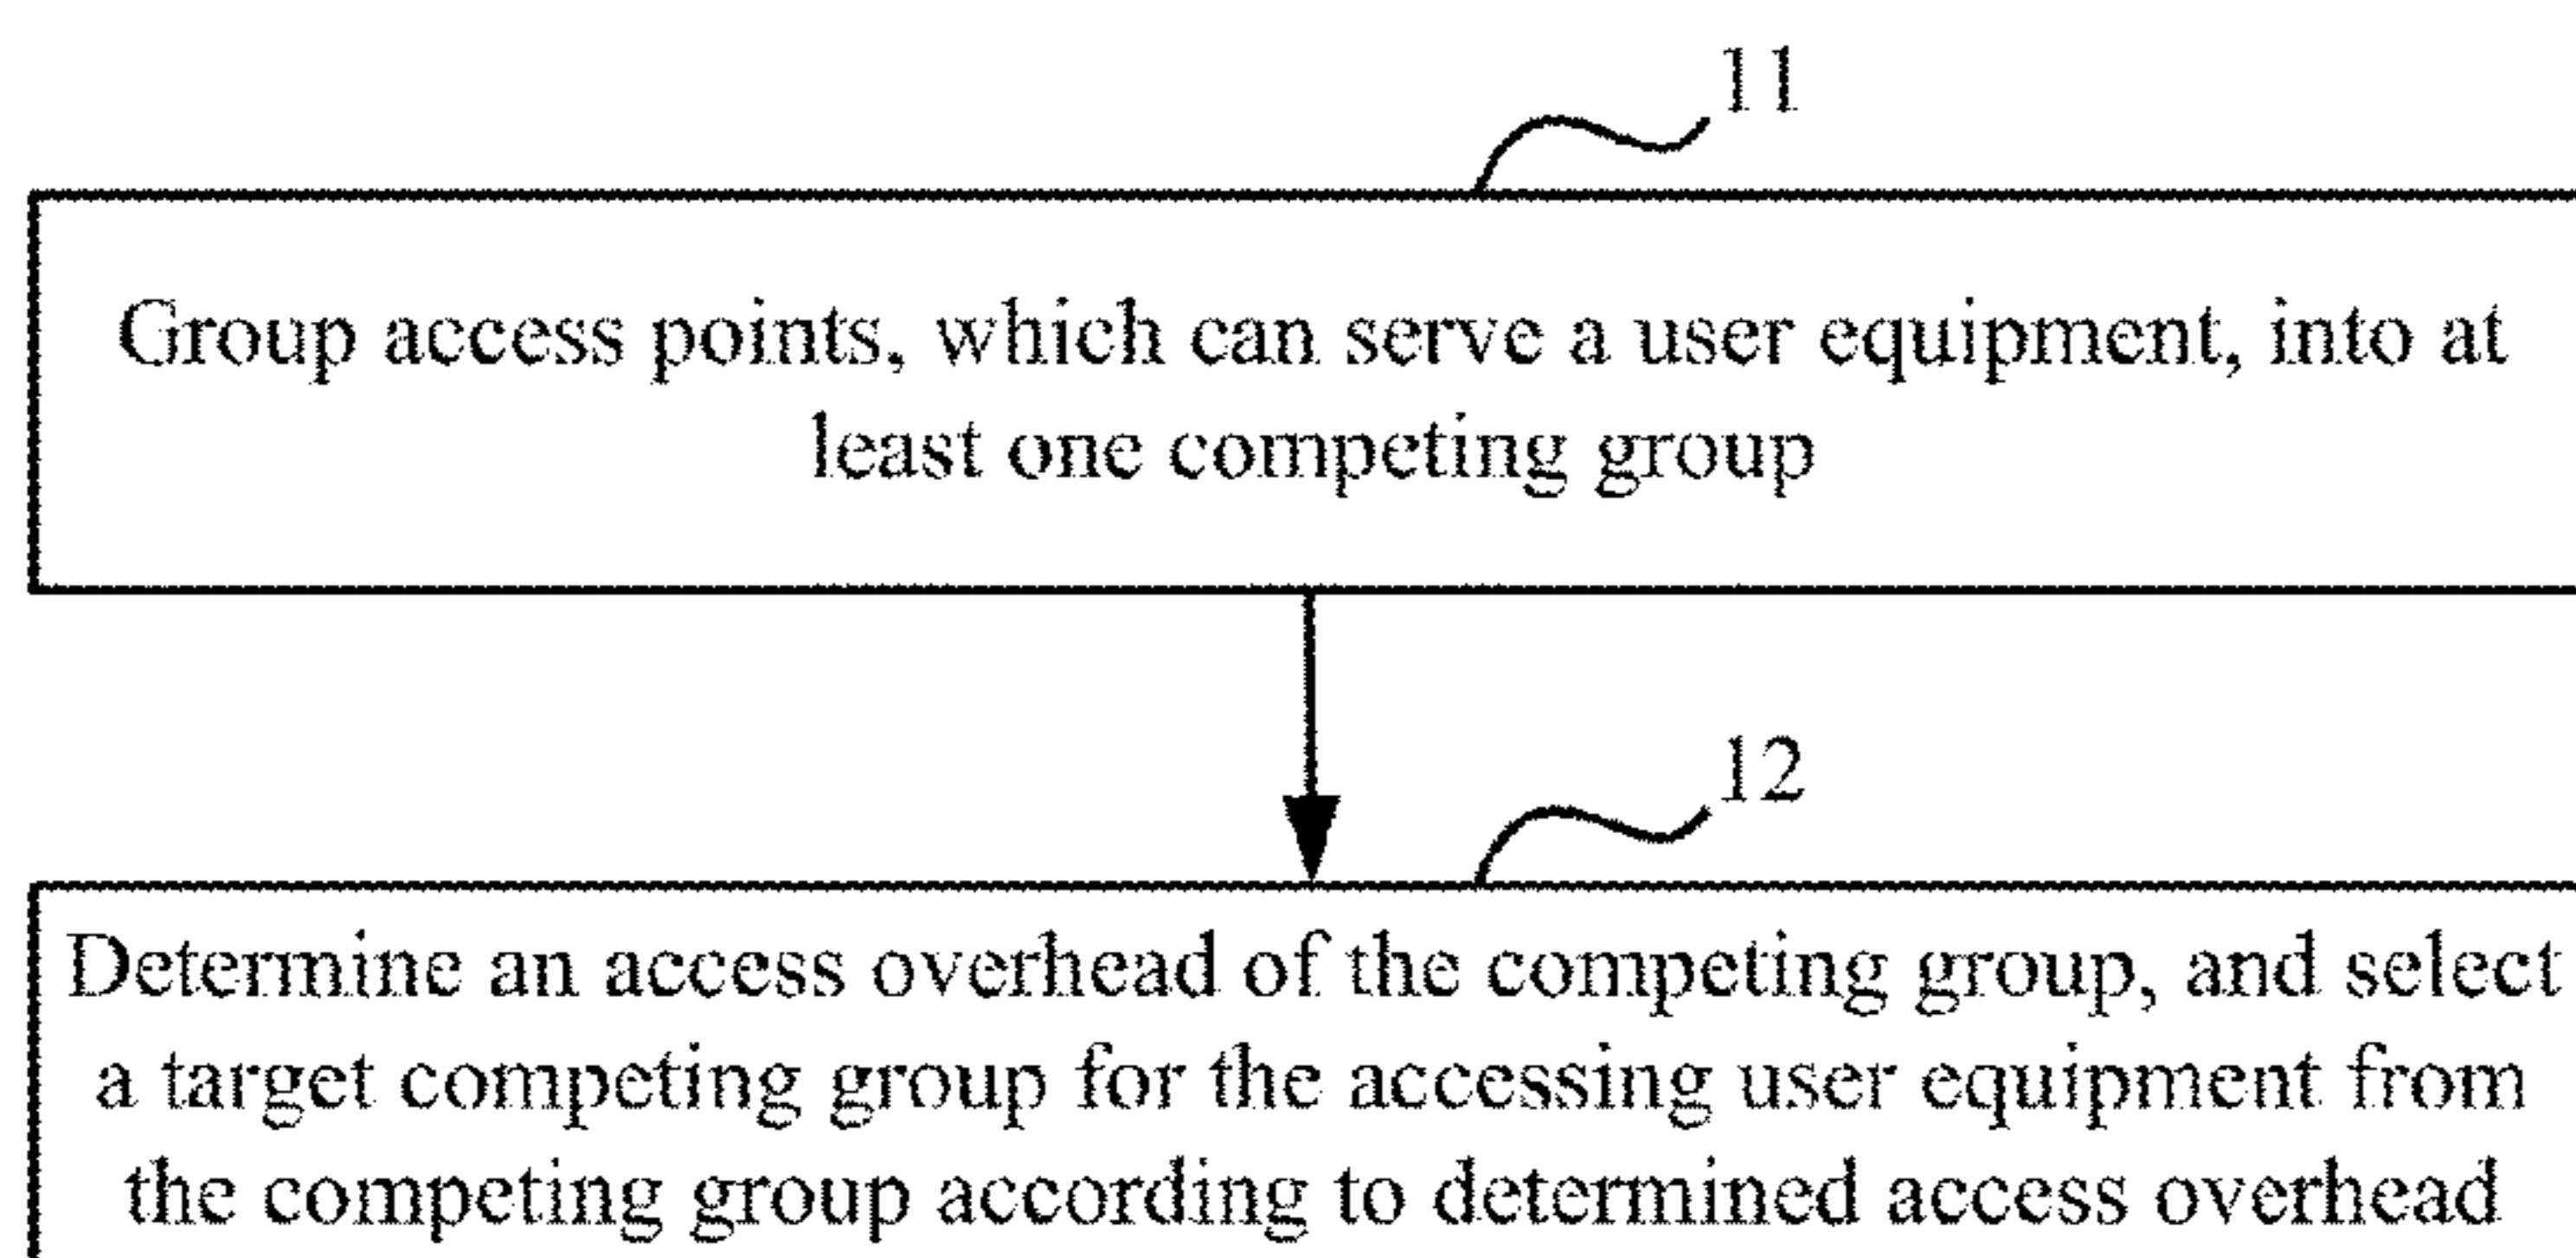 11
Group access points, which can serve a user equipment, into at
least one competing group
12
Determine an access overhead of the competing group, and select
a target competing group for the accessing user equipment from
the competing group according to determined access overhead